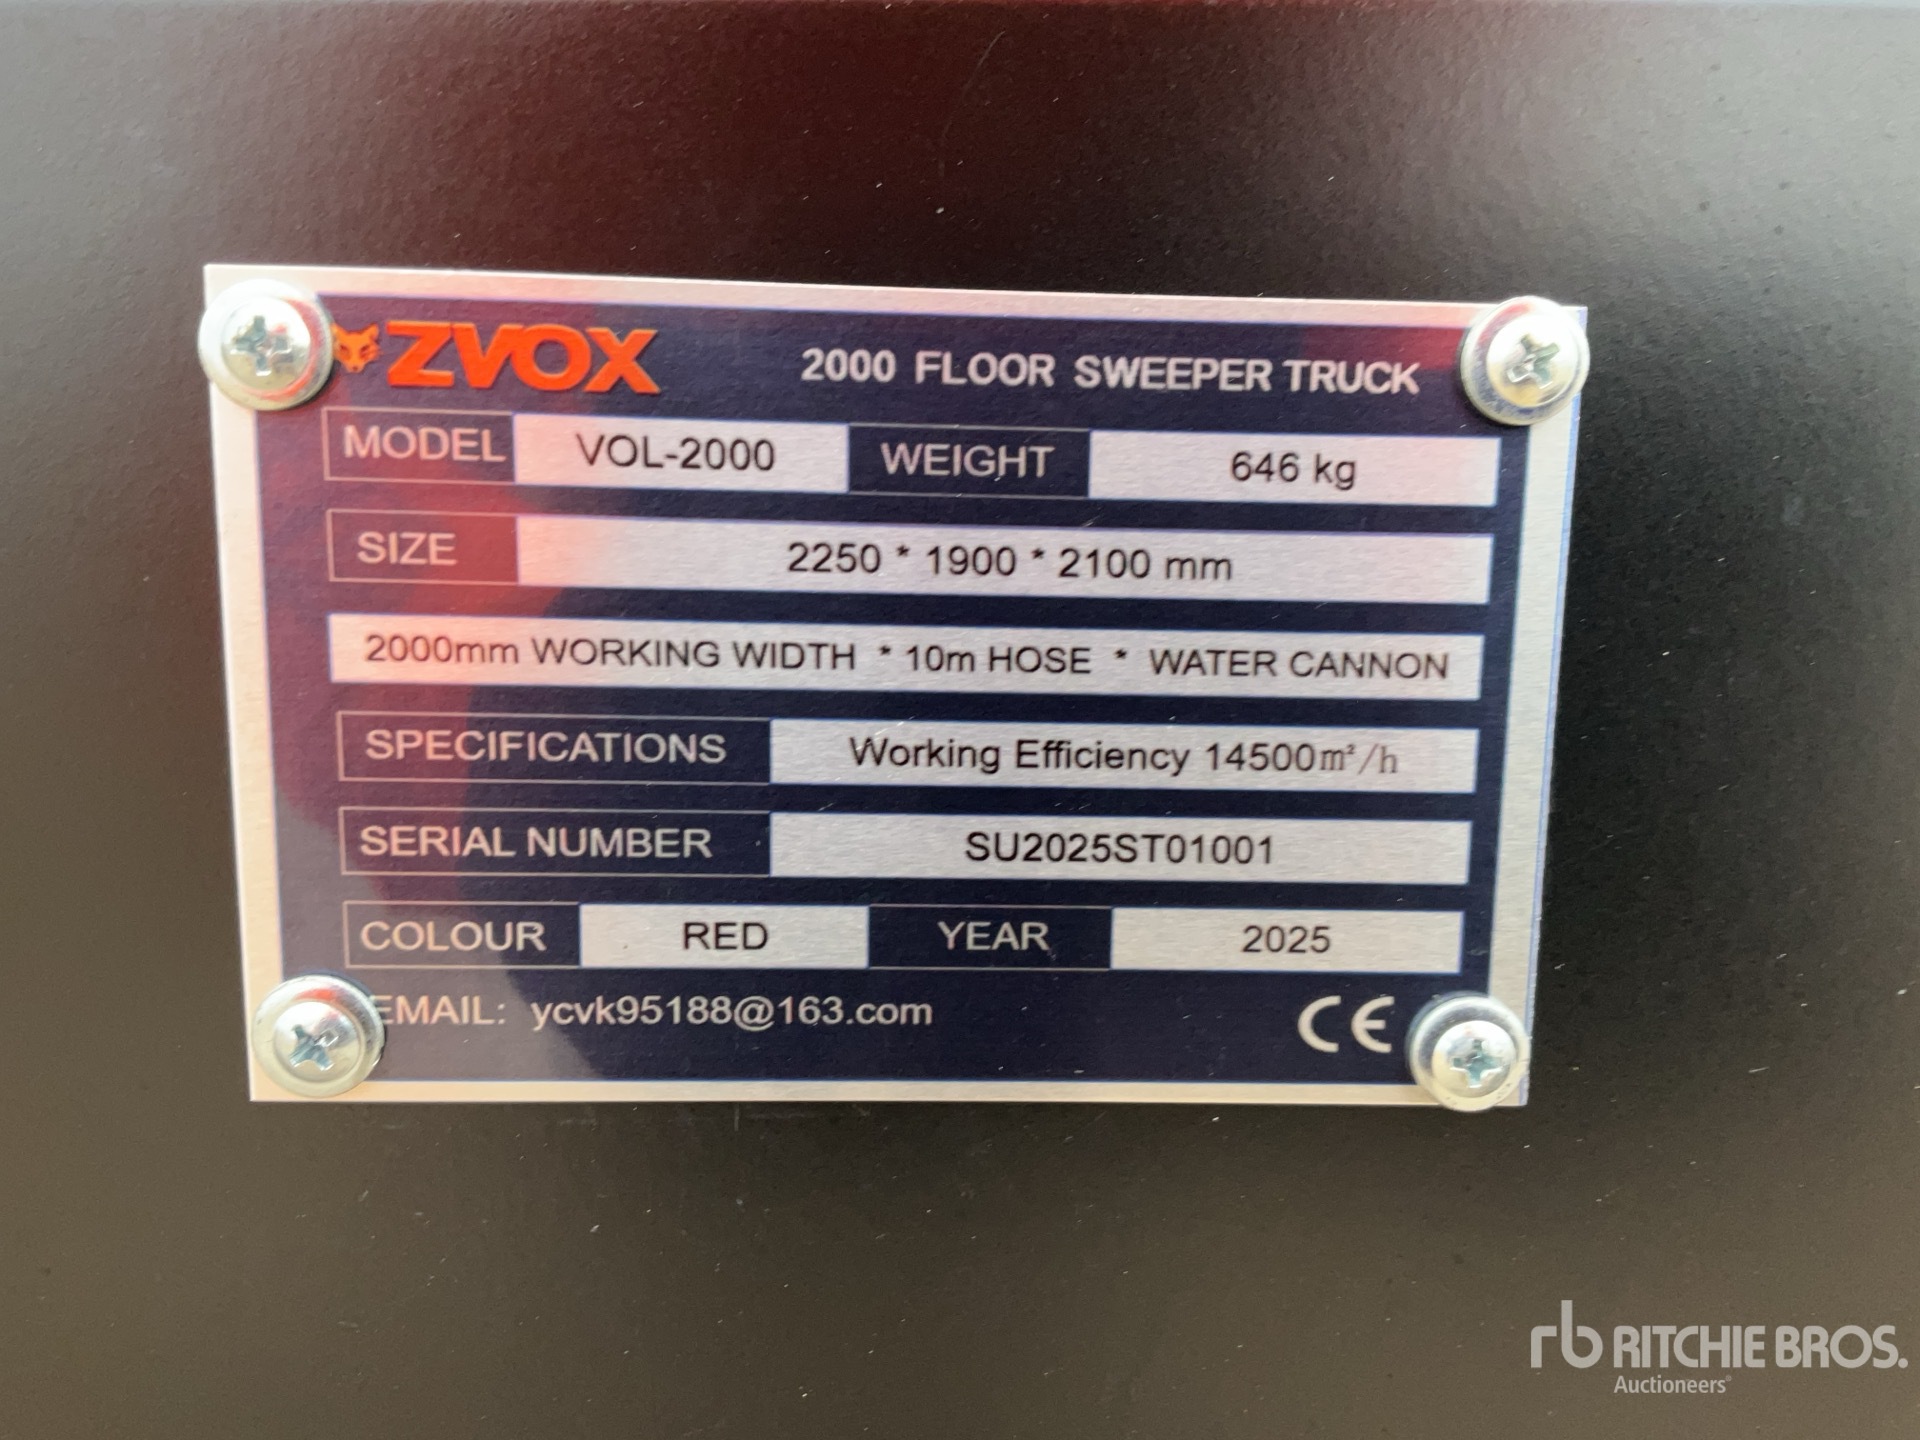 ZVOX 2000 FLOOR SWEEPER TRUCK
MODEL VOL-2000 WEIGHT 646 kg
SIZE 2250 * 1900 * 2100 mm
2000mm WORKING WIDTH * 10m HOSE * WATER CANNON
SPECIFICATIONS Working Efficiency 14500m²/h
SERIAL NUMBER SU2025ST01001
COLOUR RED YEAR 2025
EMAIL: ycvk95188@163.com CE
rb RITCHIE BROS.
Auctioneers®